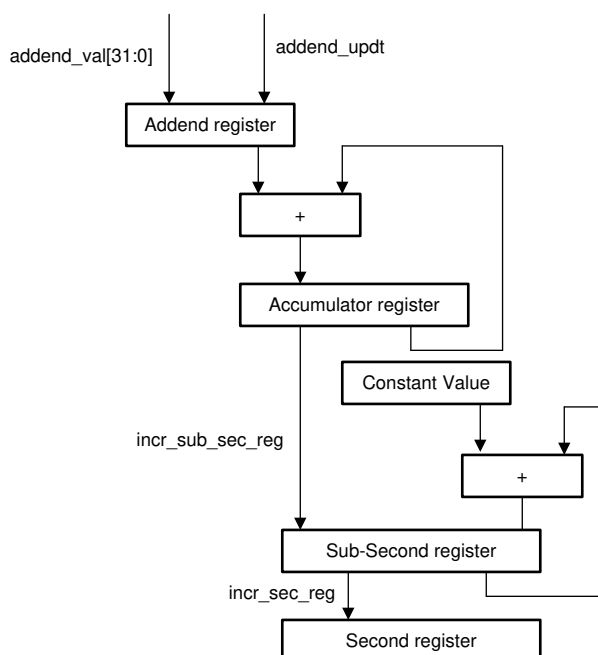 addend_val[31:0]
addend_updt
Addend register
+
Accumulator register
Constant Value
incr_sub_sec_reg
+
Sub-Second register
incr_sec_reg
Second register